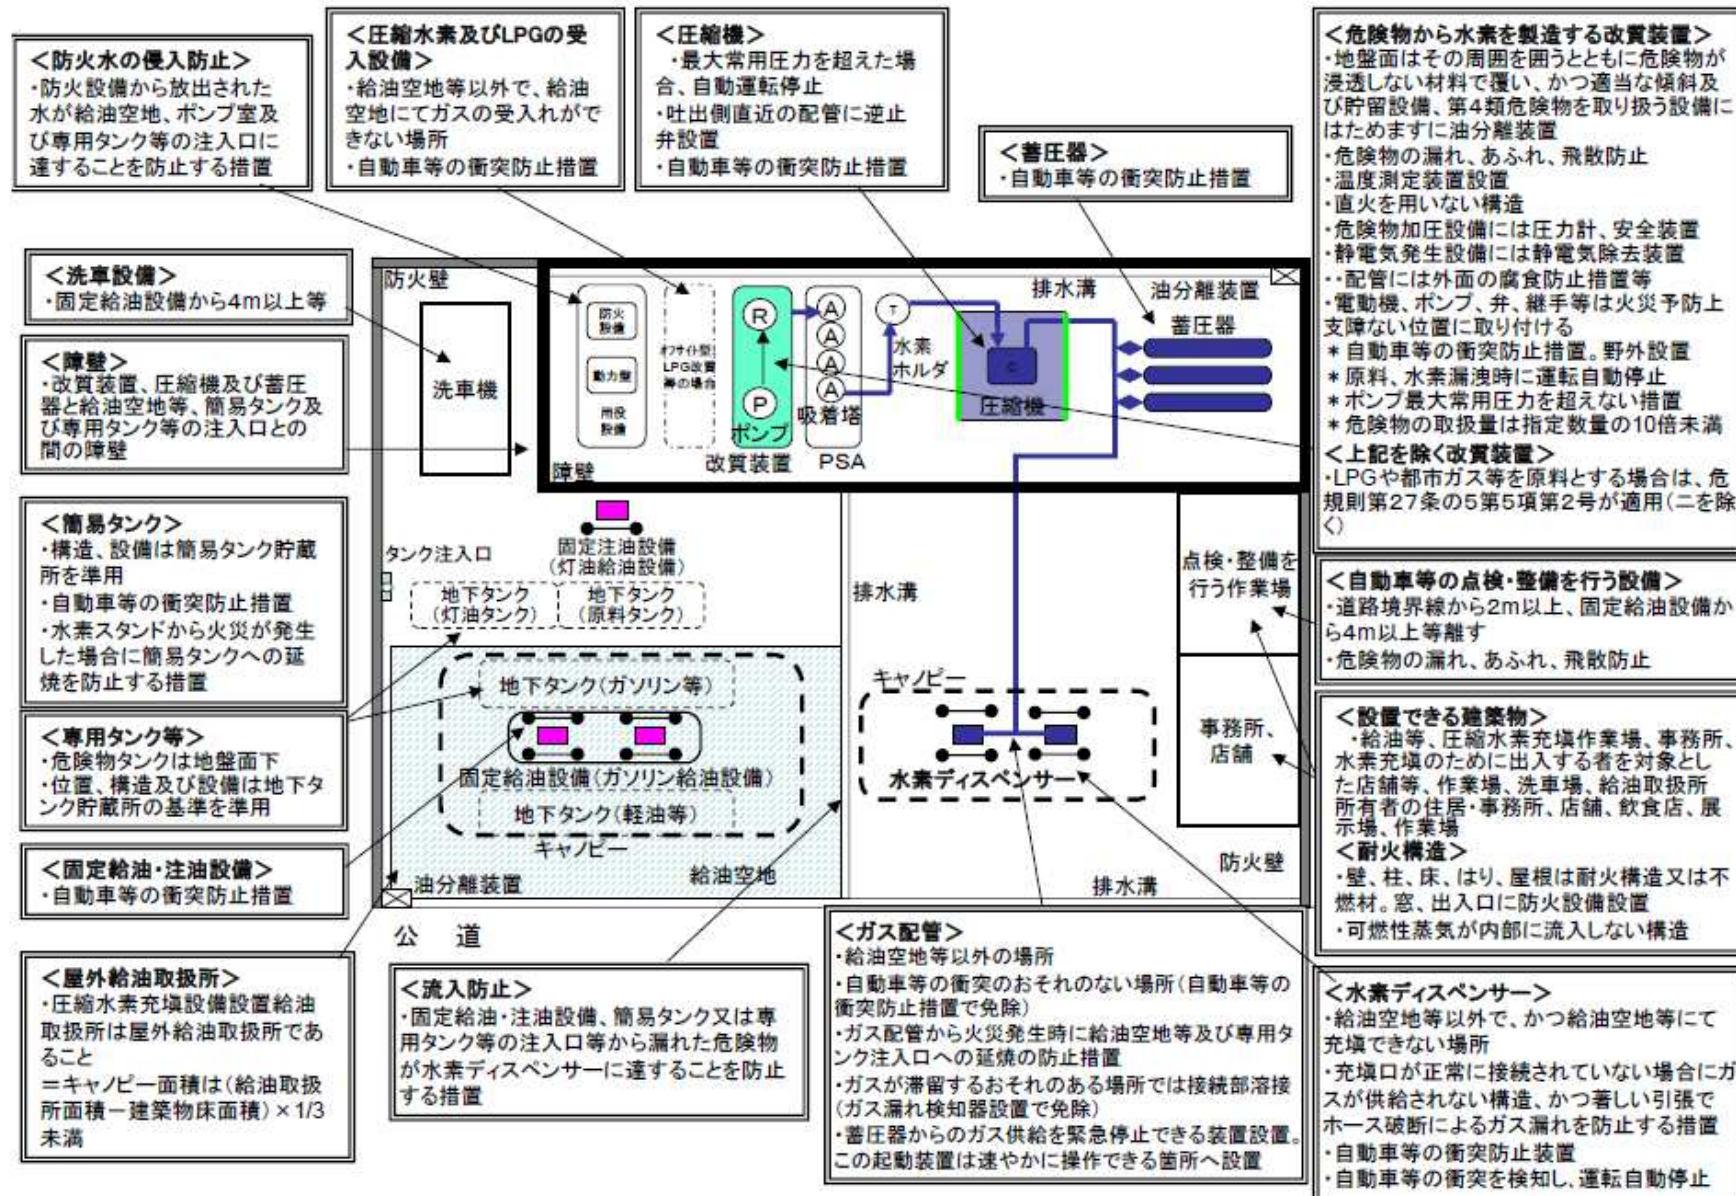 <防火水の侵入防止>
・防火設備から放出された
水が給油空地、ポンプ室及
び専用タンク等の注入口に
達することを防止する措置
<圧縮水素及びLPGの受
入設備>
・給油空地等以外で、給油
空地にてガスの受入れがで
きない場所
・自動車等の衝突防止措置
<圧縮機>
・最大常用圧力を超えた場
合、自動運転停止
・吐出側直近の配管に逆止
弁設置
・自動車等の衝突防止措置
<蓄圧器>
・自動車等の衝突防止措置
<危険物から水素を製造する改質装置>
・地盤面はその周囲を囲うとともに危険物が
浸透しない材料で覆い、かつ適当な傾斜及
び貯留設備、第4類危険物を取り扱う設備に
はためますに油分離装置
・危険物の漏れ、あふれ、飛散防止
・温度測定装置設置
・直火を用いない構造
・危険物加圧設備には圧力計、安全装置
・静電気発生設備には静電気除去装置
・・配管には外面の腐食防止措置等
・電動機、ポンプ、弁、継手等は火災予防上
支障ない位置に取り付ける
＊自動車等の衝突防止措置。野外設置
＊原料、水素漏洩時に運転自動停止
＊ポンプ最大常用圧力を超えない措置
＊危険物の取扱量は指定数量の10倍未満
<上記を除く改質装置>
・LPGや都市ガス等を原料とする場合は、危
規則第27条の5第5項第2号が適用(ニを除
く)
<洗車設備>
・固定給油設備から4m以上等
<障壁>
・改質装置、圧縮機及び蓄圧
器と給油空地等、簡易タンク及
び専用タンク等の注入口との
間の障壁
<簡易タンク>
・構造、設備は簡易タンク貯蔵
所を準用
・自動車等の衝突防止措置
・水素スタンドから火災が発生
した場合に簡易タンクへの延
焼を防止する措置
<専用タンク等>
・危険物タンクは地盤面下
・位置、構造及び設備は地下タ
ンク貯蔵所の基準を準用
<固定給油・注油設備>
・自動車等の衝突防止措置
<屋外給油取扱所>
・圧縮水素充塡設備設置給油
取扱所は屋外給油取扱所であ
ること
＝キャノピー面積は(給油取扱
所面積－建築物床面積)×1/3
未満
防火壁
洗車機
防火
設備
動力盤
用役
設備
オフサイト型、
LPG改質
等の場合
R
P
ポンプ
改質装置
A
A
A
A
吸着塔
PSA
T
水素
ホルダ
C
圧縮機
排水溝
油分離装置
蓄圧器
障壁
固定注油設備
(灯油給油設備)
タンク注入口
地下タンク
(灯油タンク)
地下タンク
(原料タンク)
排水溝
点検・整備を
行う作業場
地下タンク(ガソリン等)
固定給油設備(ガソリン給油設備)
地下タンク(軽油等)
キャノピー
油分離装置
給油空地
キャノピー
水素ディスペンサー
事務所、
店舗
防火壁
排水溝
公 道
<自動車等の点検・整備を行う設備>
・道路境界線から2m以上、固定給油設備か
ら4m以上等離す
・危険物の漏れ、あふれ、飛散防止
<設置できる建築物>
・給油等、圧縮水素充塡作業場、事務所、
水素充塡のために出入する者を対象とし
た店舗等、作業場、洗車場、給油取扱所
所有者の住居・事務所、店舗、飲食店、展
示場、作業場
<耐火構造>
・壁、柱、床、はり、屋根は耐火構造又は不
燃材。窓、出入口に防火設備設置
・可燃性蒸気が内部に流入しない構造
<流入防止>
・固定給油・注油設備、簡易タンク又は専
用タンク等の注入口等から漏れた危険物
が水素ディスペンサーに達することを防止
する措置
<ガス配管>
・給油空地等以外の場所
・自動車等の衝突のおそれのない場所(自動車等の
衝突防止措置で免除)
・ガス配管から火災発生時に給油空地等及び専用タ
ンク注入口への延焼の防止措置
・ガスが滞留するおそれのある場所では接続部溶接
(ガス漏れ検知器設置で免除)
・蓄圧器からのガス供給を緊急停止できる装置設置。
この起動装置は速やかに操作できる箇所へ設置
<水素ディスペンサー>
・給油空地等以外で、かつ給油空地等にて
充塡できない場所
・充塡口が正常に接続されていない場合にガ
スが供給されない構造、かつ著しい引張で
ホース破断によるガス漏れを防止する措置
・自動車等の衝突防止装置
・自動車等の衝突を検知し、運転自動停止